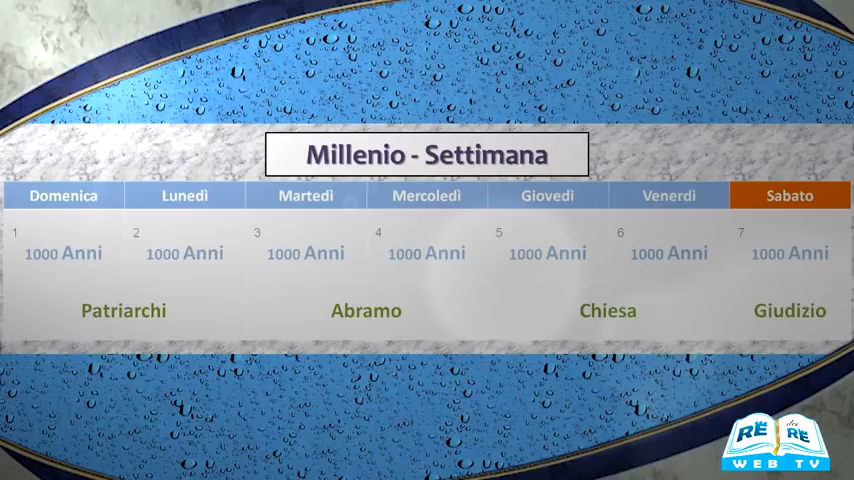 Millenio - Settimana
Domenica Lunedì Martedì Mercoledì Giovedì Venerdì Sabato
1 2 3 4 5 6 7
1000 Anni 1000 Anni 1000 Anni 1000 Anni 1000 Anni 1000 Anni 1000 Anni
Patriarchi Abramo Chiesa Giudizio
RE dei RE
WEB TV